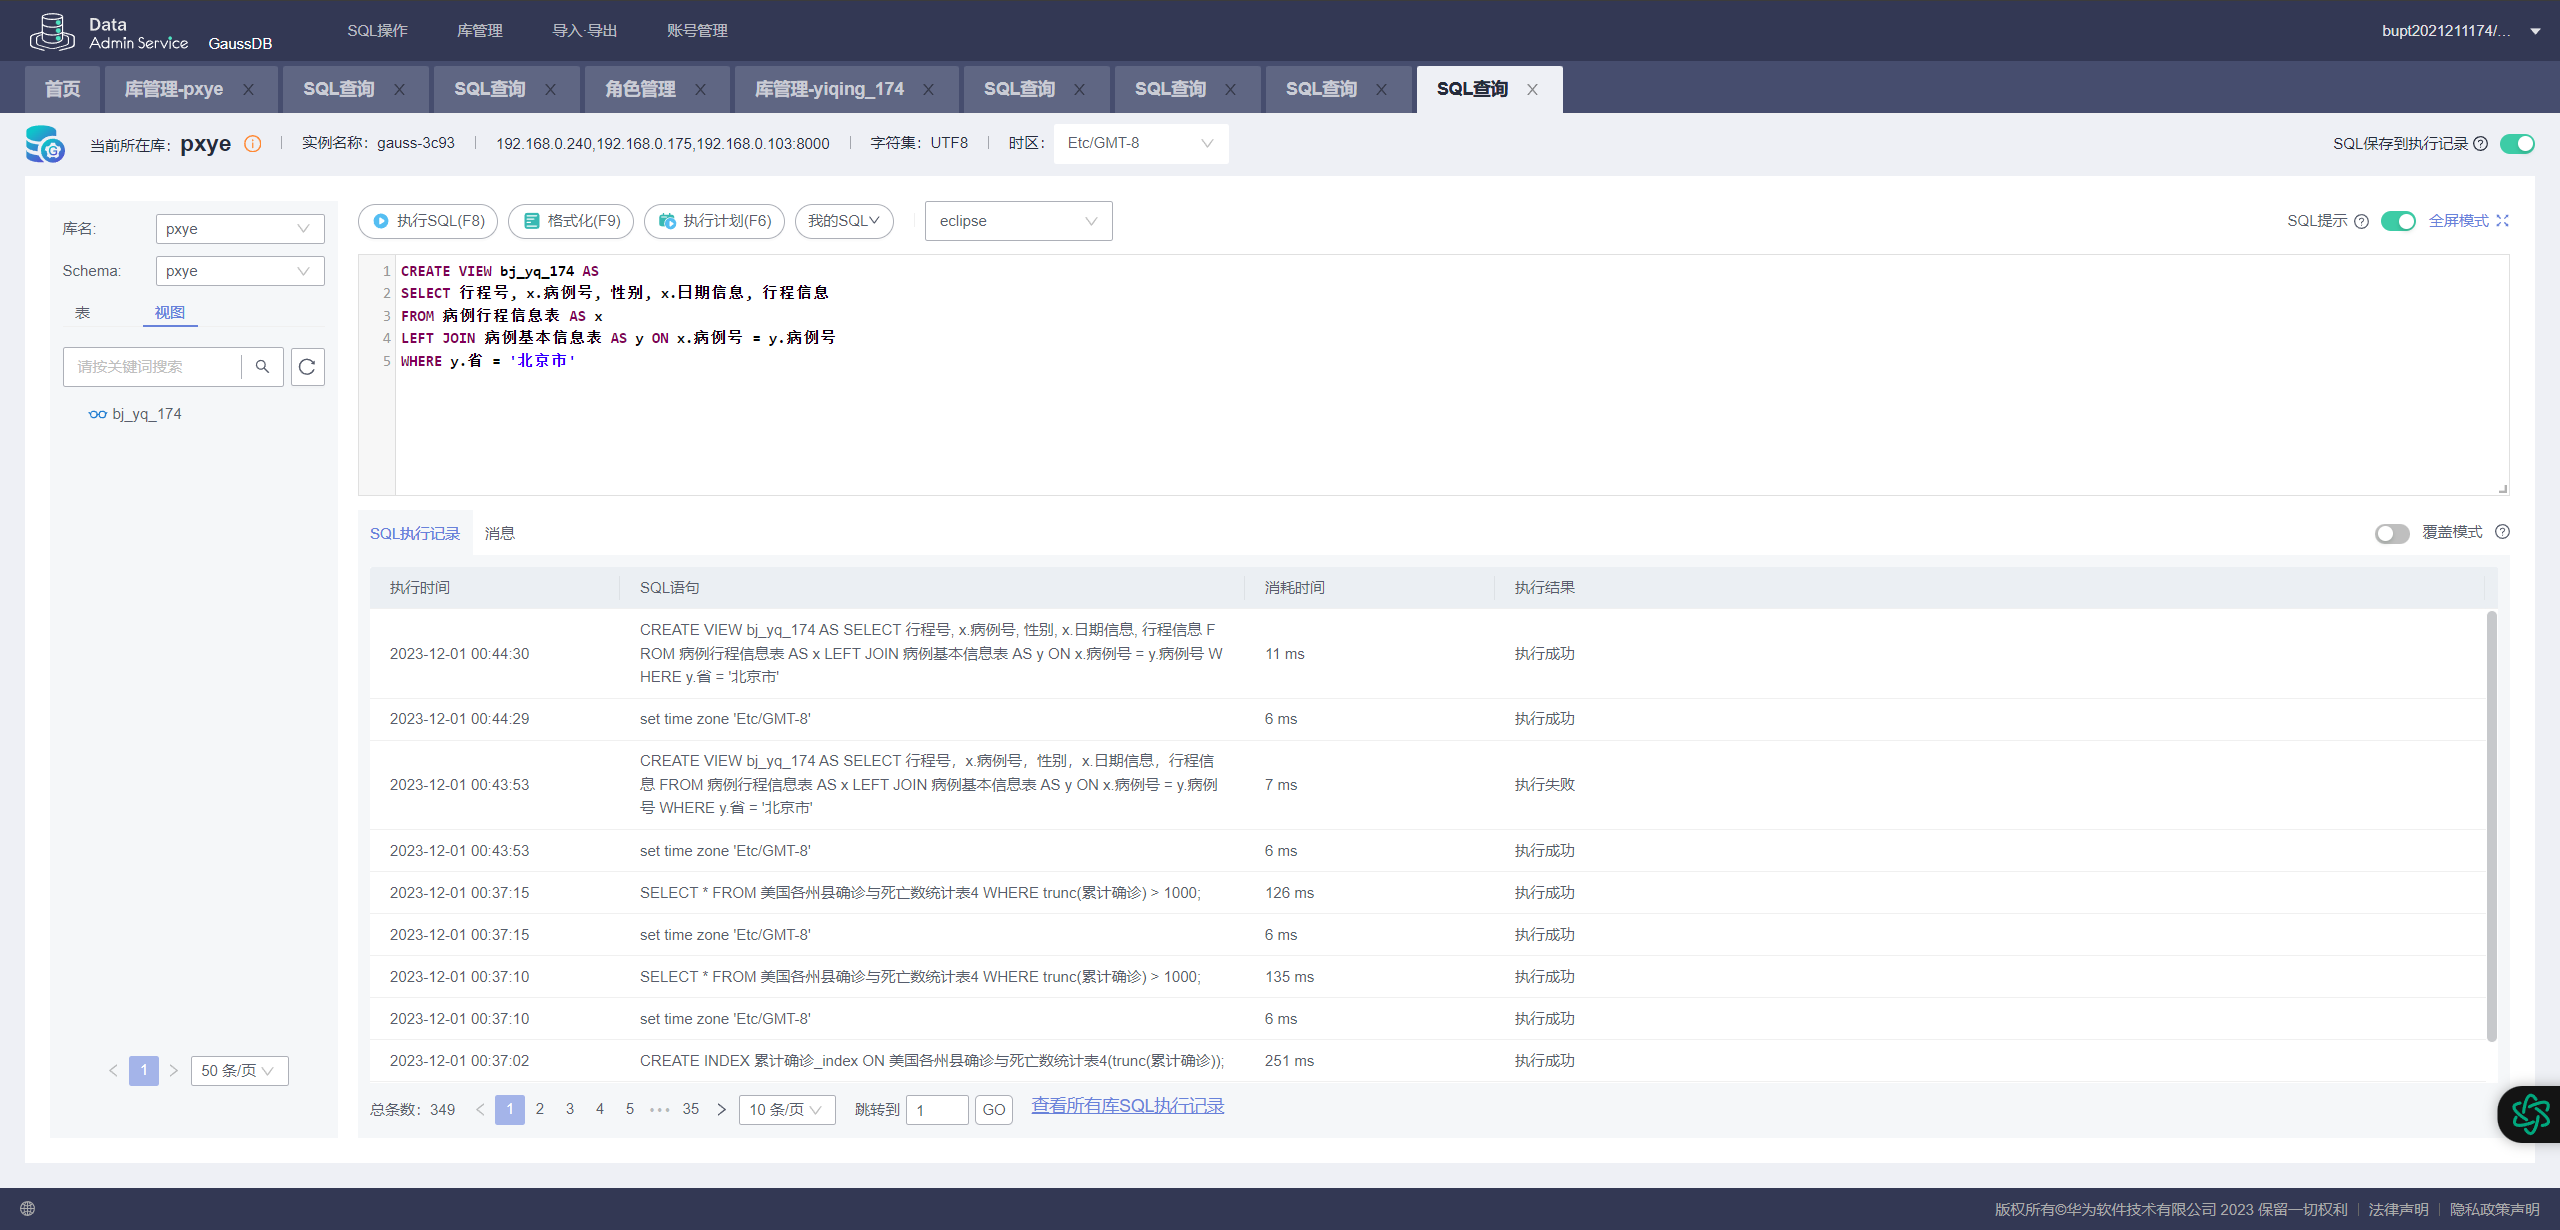 Data
Admin Service GaussDB SQL操作 库管理 导入·导出 账号管理 bupt2021211174/...
首页 库管理-pxye SQL查询 SQL查询 角色管理 库管理-yiqing_174 SQL查询 SQL查询 SQL查询 SQL查询
当前所在库: pxye 实例名称: gauss-3c93 192.168.0.240,192.168.0.175,192.168.0.103:8000 字符集: UTF8 时区: Etc/GMT-8 SQL保存到执行记录
库名: pxye
Schema: pxye
表 视图
请按关键词搜索
bj_yq_174
1 50 条/页
执行SQL(F8) 格式化(F9) 执行计划(F6) 我的SQL eclipse SQL提示 全屏模式
1 CREATE VIEW bj_yq_174 AS
2 SELECT 行程号, x.病例号, 性别, x.日期信息, 行程信息
3 FROM 病例行程信息表 AS x
4 LEFT JOIN 病例基本信息表 AS y ON x.病例号 = y.病例号
5 WHERE y.省 = '北京市'
SQL执行记录 消息 覆盖模式
执行时间 SQL语句 消耗时间 执行结果
CREATE VIEW bj_yq_174 AS SELECT 行程号, x.病例号, 性别, x.日期信息, 行程信息 F
2023-12-01 00:44:30 ROM 病例行程信息表 AS x LEFT JOIN 病例基本信息表 AS y ON x.病例号 = y.病例号 W 11 ms 执行成功
HERE y.省 = '北京市'
2023-12-01 00:44:29 set time zone 'Etc/GMT-8' 6 ms 执行成功
CREATE VIEW bj_yq_174 AS SELECT 行程号，x.病例号，性别，x.日期信息，行程信
2023-12-01 00:43:53 息 FROM 病例行程信息表 AS x LEFT JOIN 病例基本信息表 AS y ON x.病例号 = y.病例 7 ms 执行失败
号 WHERE y.省 = '北京市'
2023-12-01 00:43:53 set time zone 'Etc/GMT-8' 6 ms 执行成功
2023-12-01 00:37:15 SELECT * FROM 美国各州县确诊与死亡数统计表4 WHERE trunc(累计确诊) > 1000; 126 ms 执行成功
2023-12-01 00:37:15 set time zone 'Etc/GMT-8' 6 ms 执行成功
2023-12-01 00:37:10 SELECT * FROM 美国各州县确诊与死亡数统计表4 WHERE trunc(累计确诊) > 1000; 135 ms 执行成功
2023-12-01 00:37:10 set time zone 'Etc/GMT-8' 6 ms 执行成功
2023-12-01 00:37:02 CREATE INDEX 累计确诊_index ON 美国各州县确诊与死亡数统计表4(trunc(累计确诊)); 251 ms 执行成功
总条数: 349 1 2 3 4 5 ••• 35 10 条/页 跳转到 1 GO 查看所有库SQL执行记录
版权所有©华为软件技术有限公司 2023 保留一切权利 法律声明 隐私政策声明